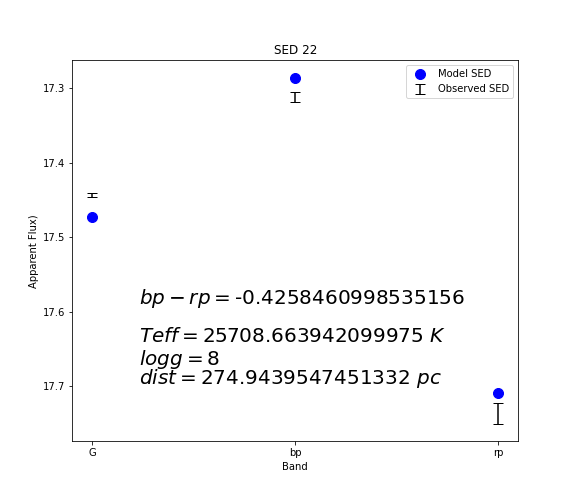 SED 22
Model SED
Observed SED
17.3
17.4
17.5
17.6
17.7
Apparent Flux)
bp − rp = -0.4258460998535156
Teff = 25708.663942099975 K
logg = 8
dist = 274.9439547451332 pc
G bp rp
Band